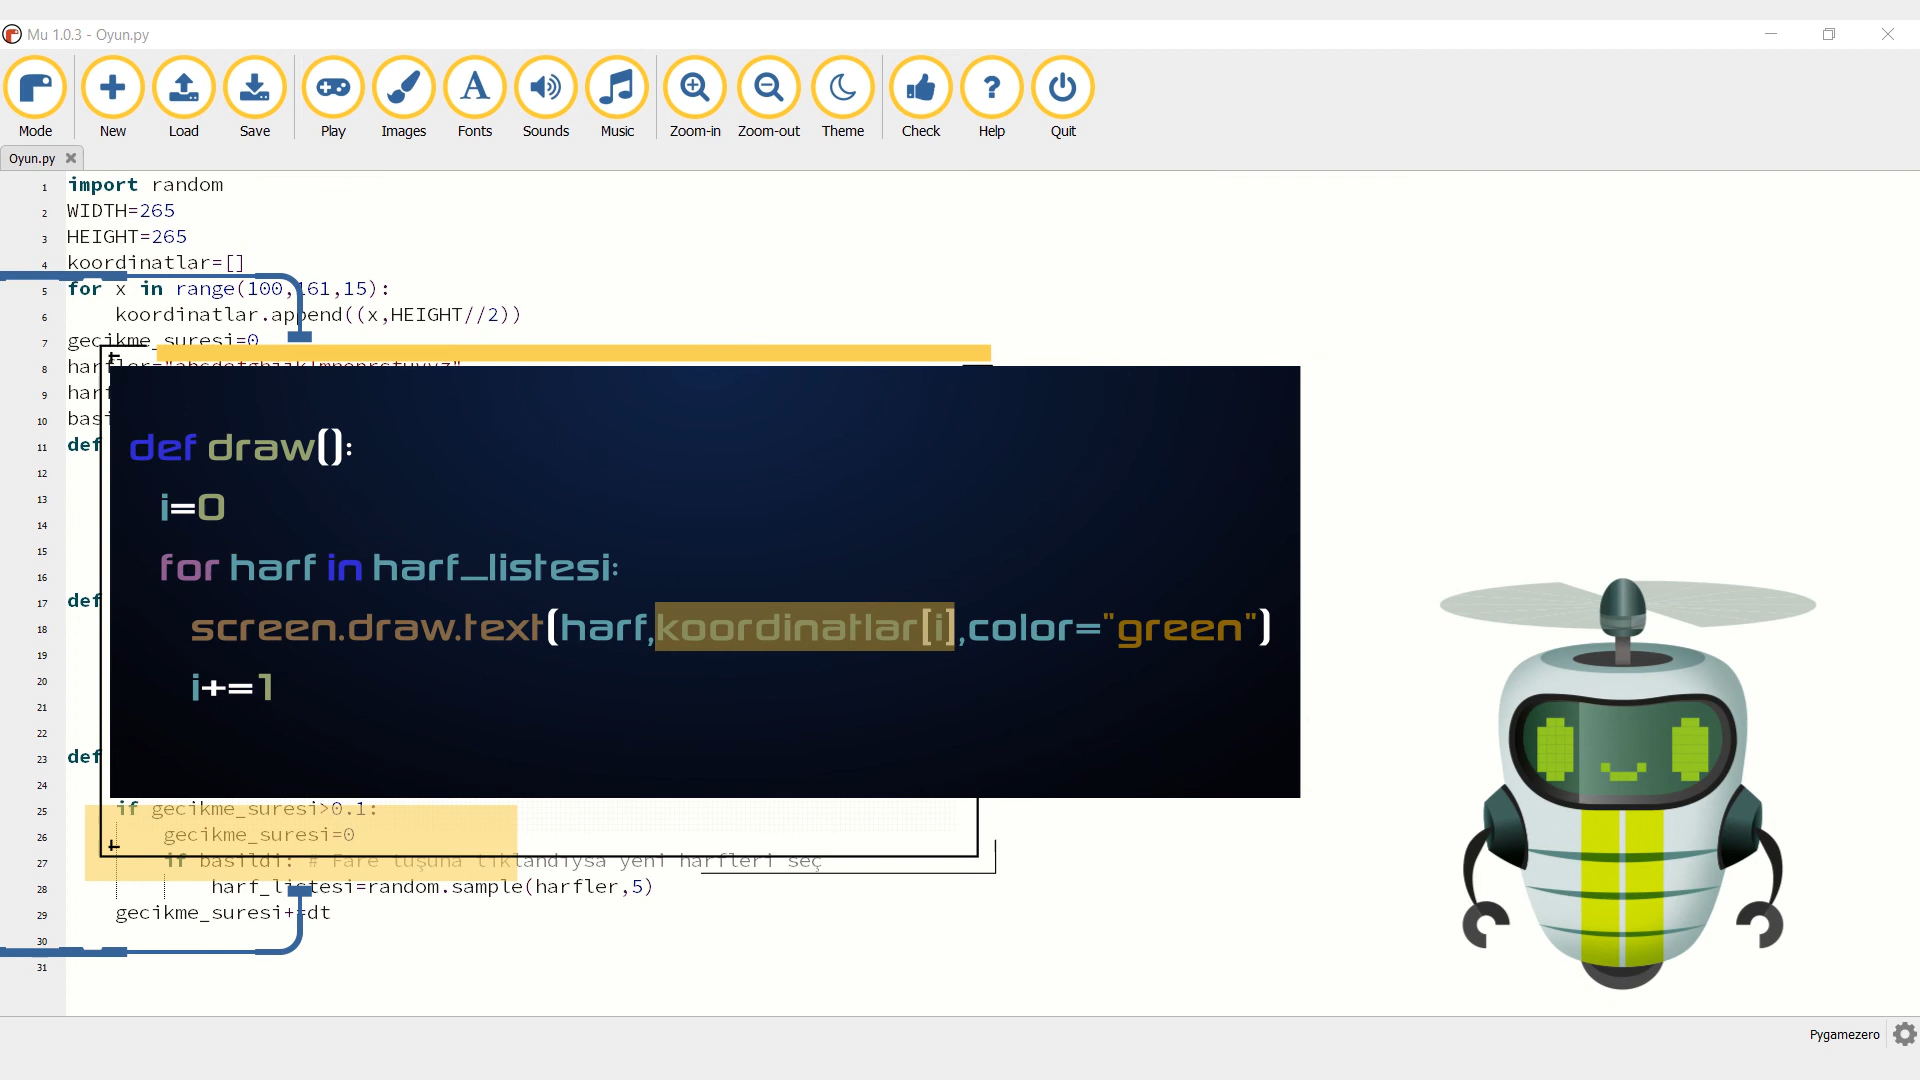 Mu 1.0.3 - Oyun.py
Mode New Load Save Play Images Fonts Sounds Music Zoom-in Zoom-out Theme Check Help Quit
Oyun.py
1 import random
2 WIDTH=265
3 HEIGHT=265
4 koordinatlar=[]
5 for x in range(100,161,15):
6 koordinatlar.append((x,HEIGHT//2))
7 gecikme_suresi=0
8
9
10
11 def
12
13
14
15
16
17 def
18
19
20
21
22
23 def
24
25 if gecikme_suresi>0.1:
26 gecikme_suresi=0
27 if basildi: # Fare tuşuna tıklandıysa yeni harfleri seç
28 harf_listesi=random.sample(harfler,5)
29 gecikme_suresi+=dt
30
31
def draw():
i=0
for harf in harf_listesi:
screen.draw.text(harf,koordinatlar[i],color="green")
i+=1
Pygamezero